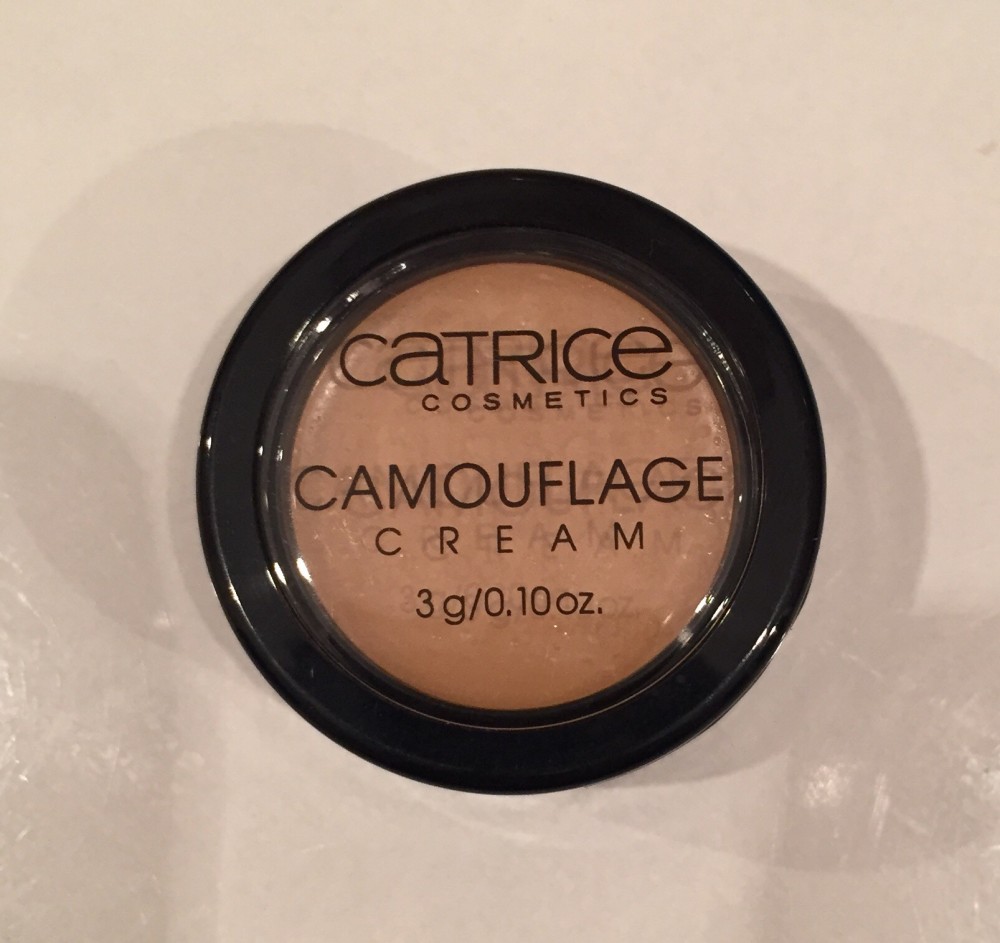 CATRICE
COSMETICS
CAMOUFLAGE
CREAM
3 g/0.10 oz.